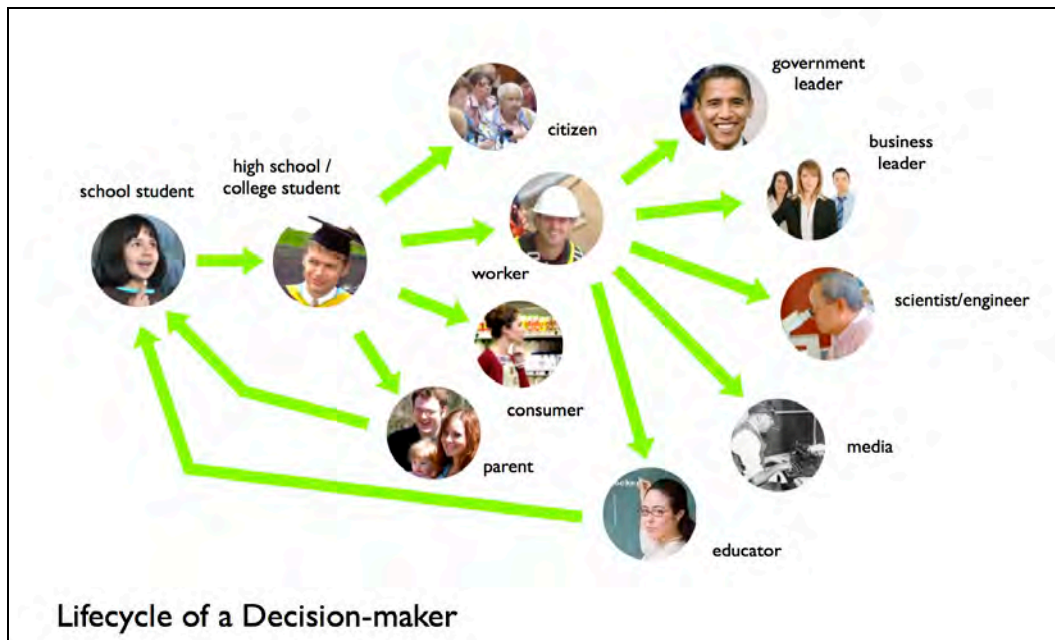 government
leader
citizen
business
leader
high school /
college student
school student
worker
scientist/engineer
consumer
media
parent
educator
Lifecycle of a Decision-maker